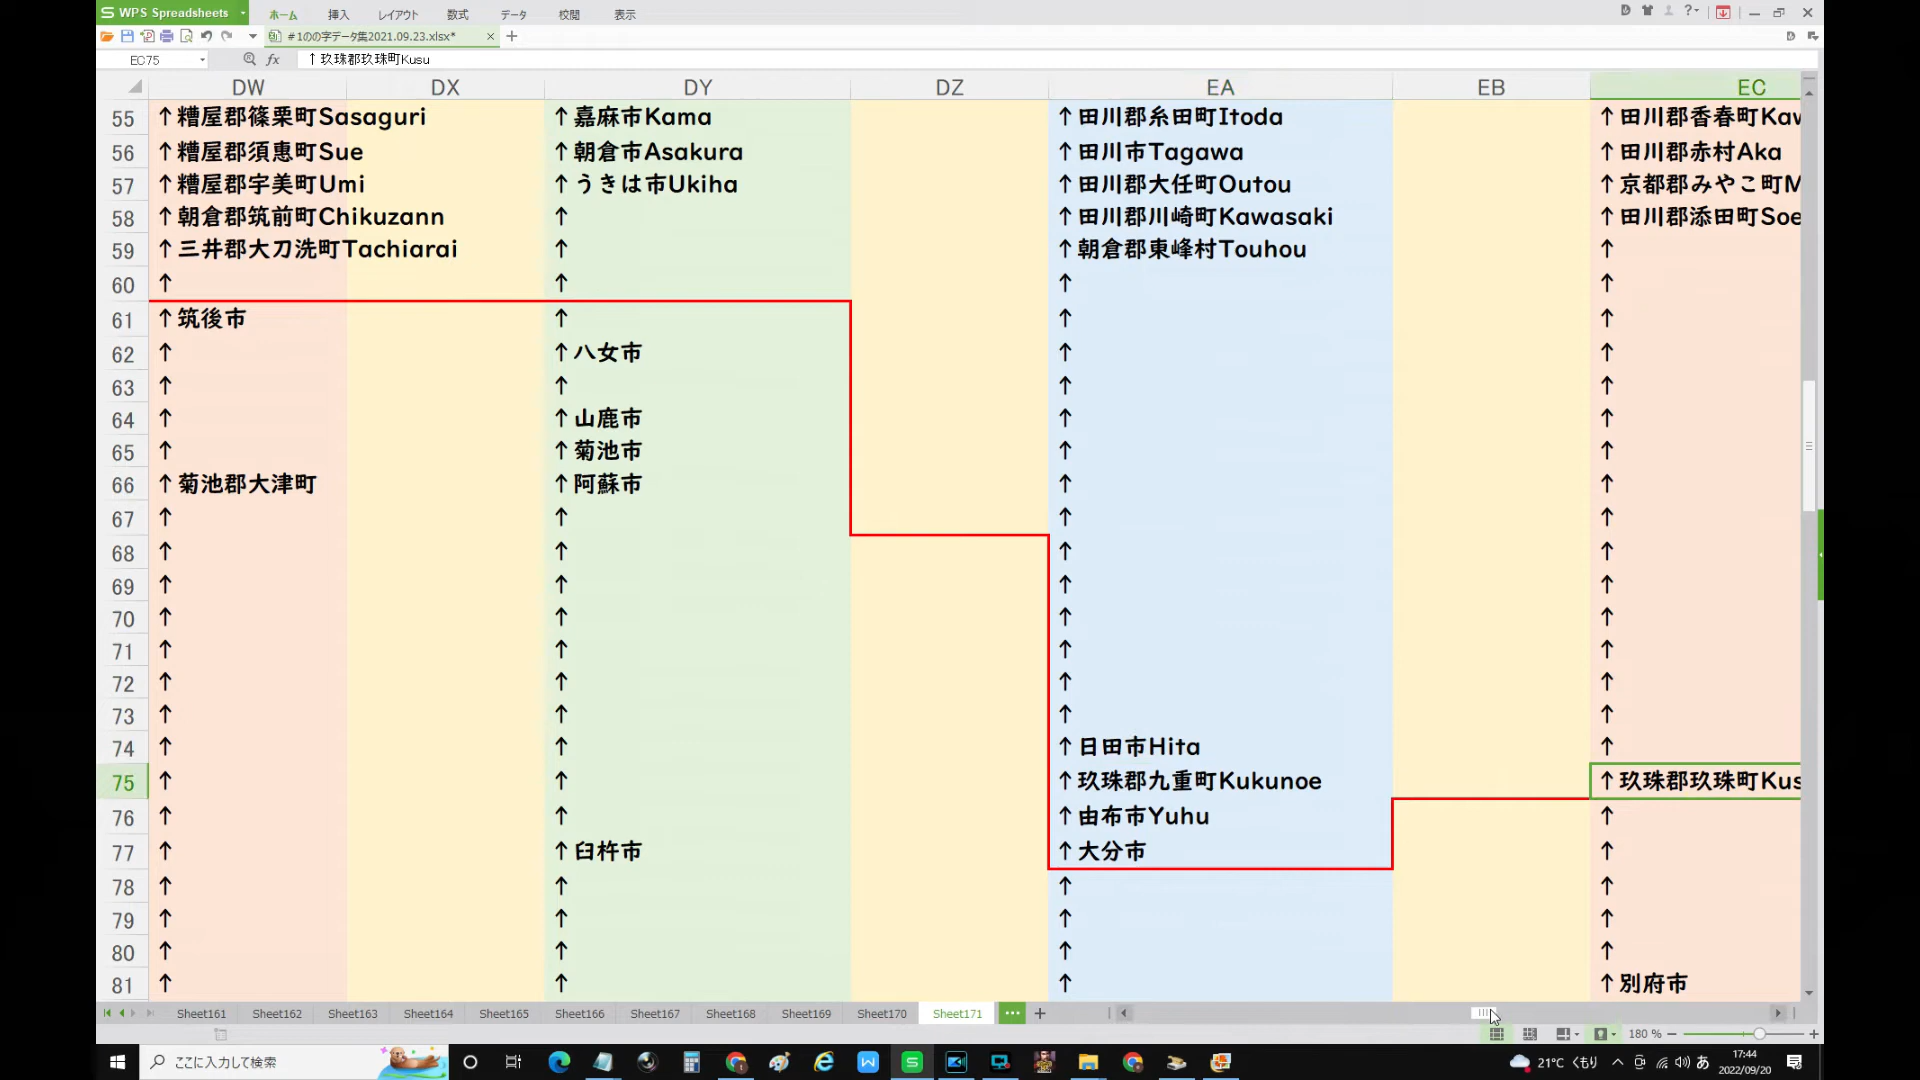 WPS Spreadsheets ホーム 挿入 レイアウト 数式 データ 校閲 表示
#1のの字データ集2021.09.23.xlsx*
EC75 fx ↑玖珠郡玖珠町Kusu
DW DX DY DZ EA EB EC
55 ↑糟屋郡篠栗町Sasaguri ↑嘉麻市Kama ↑田川郡糸田町Itoda ↑田川郡香春町Kaw
56 ↑糟屋郡須惠町Sue ↑朝倉市Asakura ↑田川市Tagawa ↑田川郡赤村Aka
57 ↑糟屋郡宇美町Umi ↑うきは市Ukiha ↑田川郡大任町Outou ↑京都郡みやこ町M
58 ↑朝倉郡筑前町Chikuzann ↑ ↑田川郡川崎町Kawasaki ↑田川郡添田町Soe
59 ↑三井郡大刀洗町Tachiarai ↑ ↑朝倉郡東峰村Touhou ↑
60 ↑ ↑ ↑ ↑
61 ↑筑後市 ↑ ↑ ↑
62 ↑ ↑八女市 ↑ ↑
63 ↑ ↑ ↑ ↑
64 ↑ ↑山鹿市 ↑ ↑
65 ↑ ↑菊池市 ↑ ↑
66 ↑菊池郡大津町 ↑阿蘇市 ↑ ↑
67 ↑ ↑ ↑ ↑
68 ↑ ↑ ↑ ↑
69 ↑ ↑ ↑ ↑
70 ↑ ↑ ↑ ↑
71 ↑ ↑ ↑ ↑
72 ↑ ↑ ↑ ↑
73 ↑ ↑ ↑ ↑
74 ↑ ↑ ↑日田市Hita ↑
75 ↑ ↑ ↑玖珠郡九重町Kukunoe ↑玖珠郡玖珠町Kus
76 ↑ ↑ ↑由布市Yuhu ↑
77 ↑ ↑臼杵市 ↑大分市 ↑
78 ↑ ↑ ↑ ↑
79 ↑ ↑ ↑ ↑
80 ↑ ↑ ↑ ↑
81 ↑ ↑ ↑ ↑別府市
Sheet161 Sheet162 Sheet163 Sheet164 Sheet165 Sheet166 Sheet167 Sheet168 Sheet169 Sheet170 Sheet171
180 %
ここに入力して検索 21°C くもり あ 17:44
2022/09/20